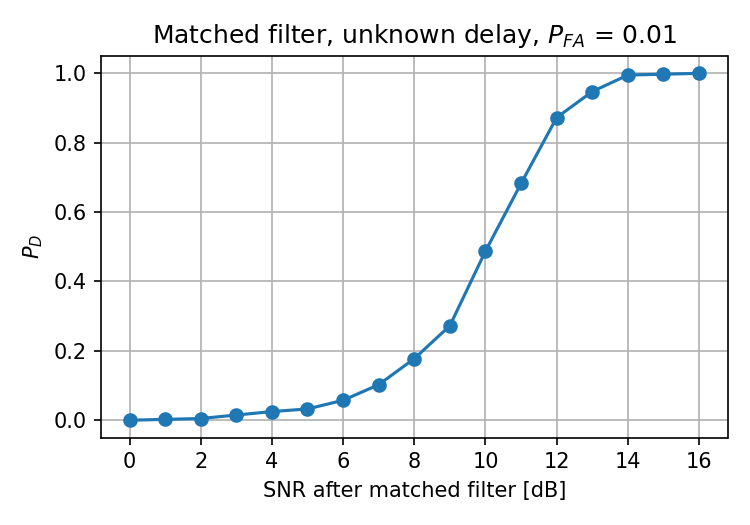 Matched filter, unknown delay, P_FA = 0.01
1.0
0.8
0.6
0.4
0.2
0.0
P_D
0 2 4 6 8 10 12 14 16
SNR after matched filter [dB]